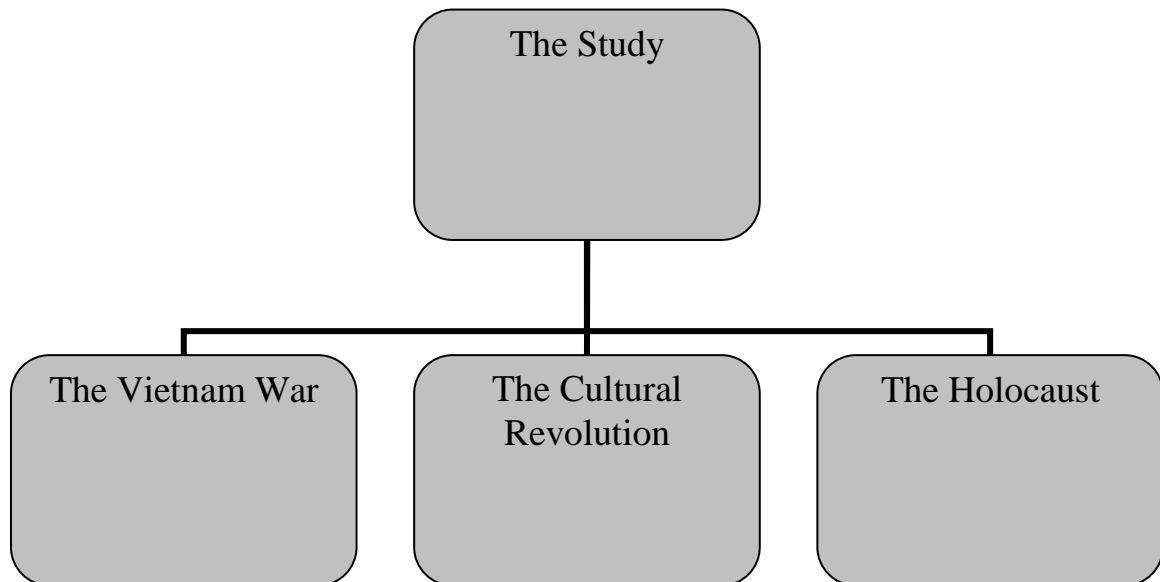 The Study
The Vietnam War
The Cultural
Revolution
The Holocaust